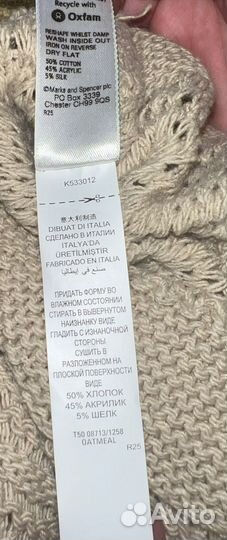 Recycle with
Oxfam
RESHAPE WHILST DAMP
WASH INSIDE OUT
IRON ON REVERSE
DRY FLAT
50% COTTON
45% ACRYLIC
5% SILK
©Marks and Spencer plc
PO Box 3339
Chester CH99 9QS
R25
K533012
意大利制造
DIBUAT DI ITALIA
СДЕЛАНО В ИТАЛИИ
ITALYA'DA
ÜRETİLMİŞTİR
FABRICADO EN ITALIA
صنع في إيطاليا
ПРИДАТЬ ФОРМУ ВО
ВЛАЖНОМ СОСТОЯНИИ
СТИРАТЬ В ВЫВЕРНУТОМ
НАИЗНАНКУ ВИДЕ
ГЛАДИТЬ С ИЗНАНОЧНОЙ
СТОРОНЫ
СУШИТЬ В
РАЗЛОЖЕННОМ НА
ПЛОСКОЙ ПОВЕРХНОСТИ
ВИДЕ
50% ХЛОПОК
45% АКРИЛИК
5% ШЕЛК
T50 08713/1258
OATMEAL
R25
Avito